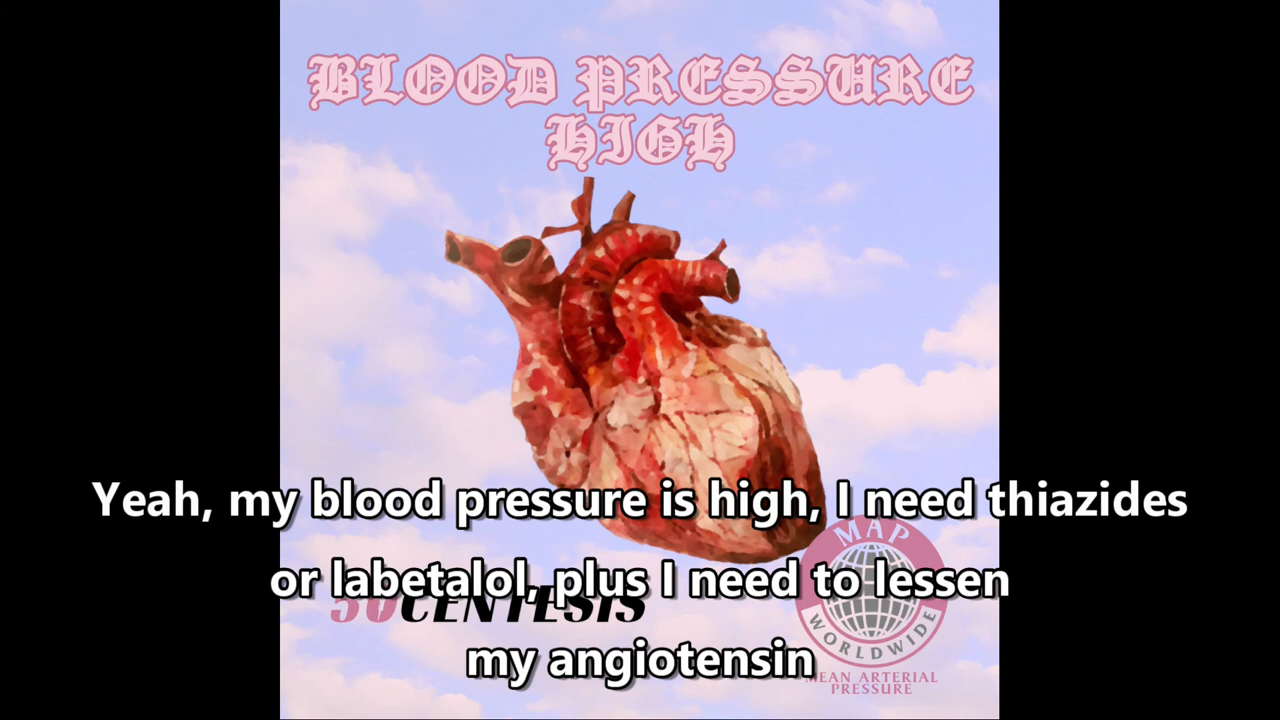 BLOOD PRESSURE
HIGH
Yeah, my blood pressure is high, I need thiazides
or labetalol, plus I need to lessen
my angiotensin
50CENTESIS
MAP
WORLDWIDE
MEAN ARTERIAL
PRESSURE